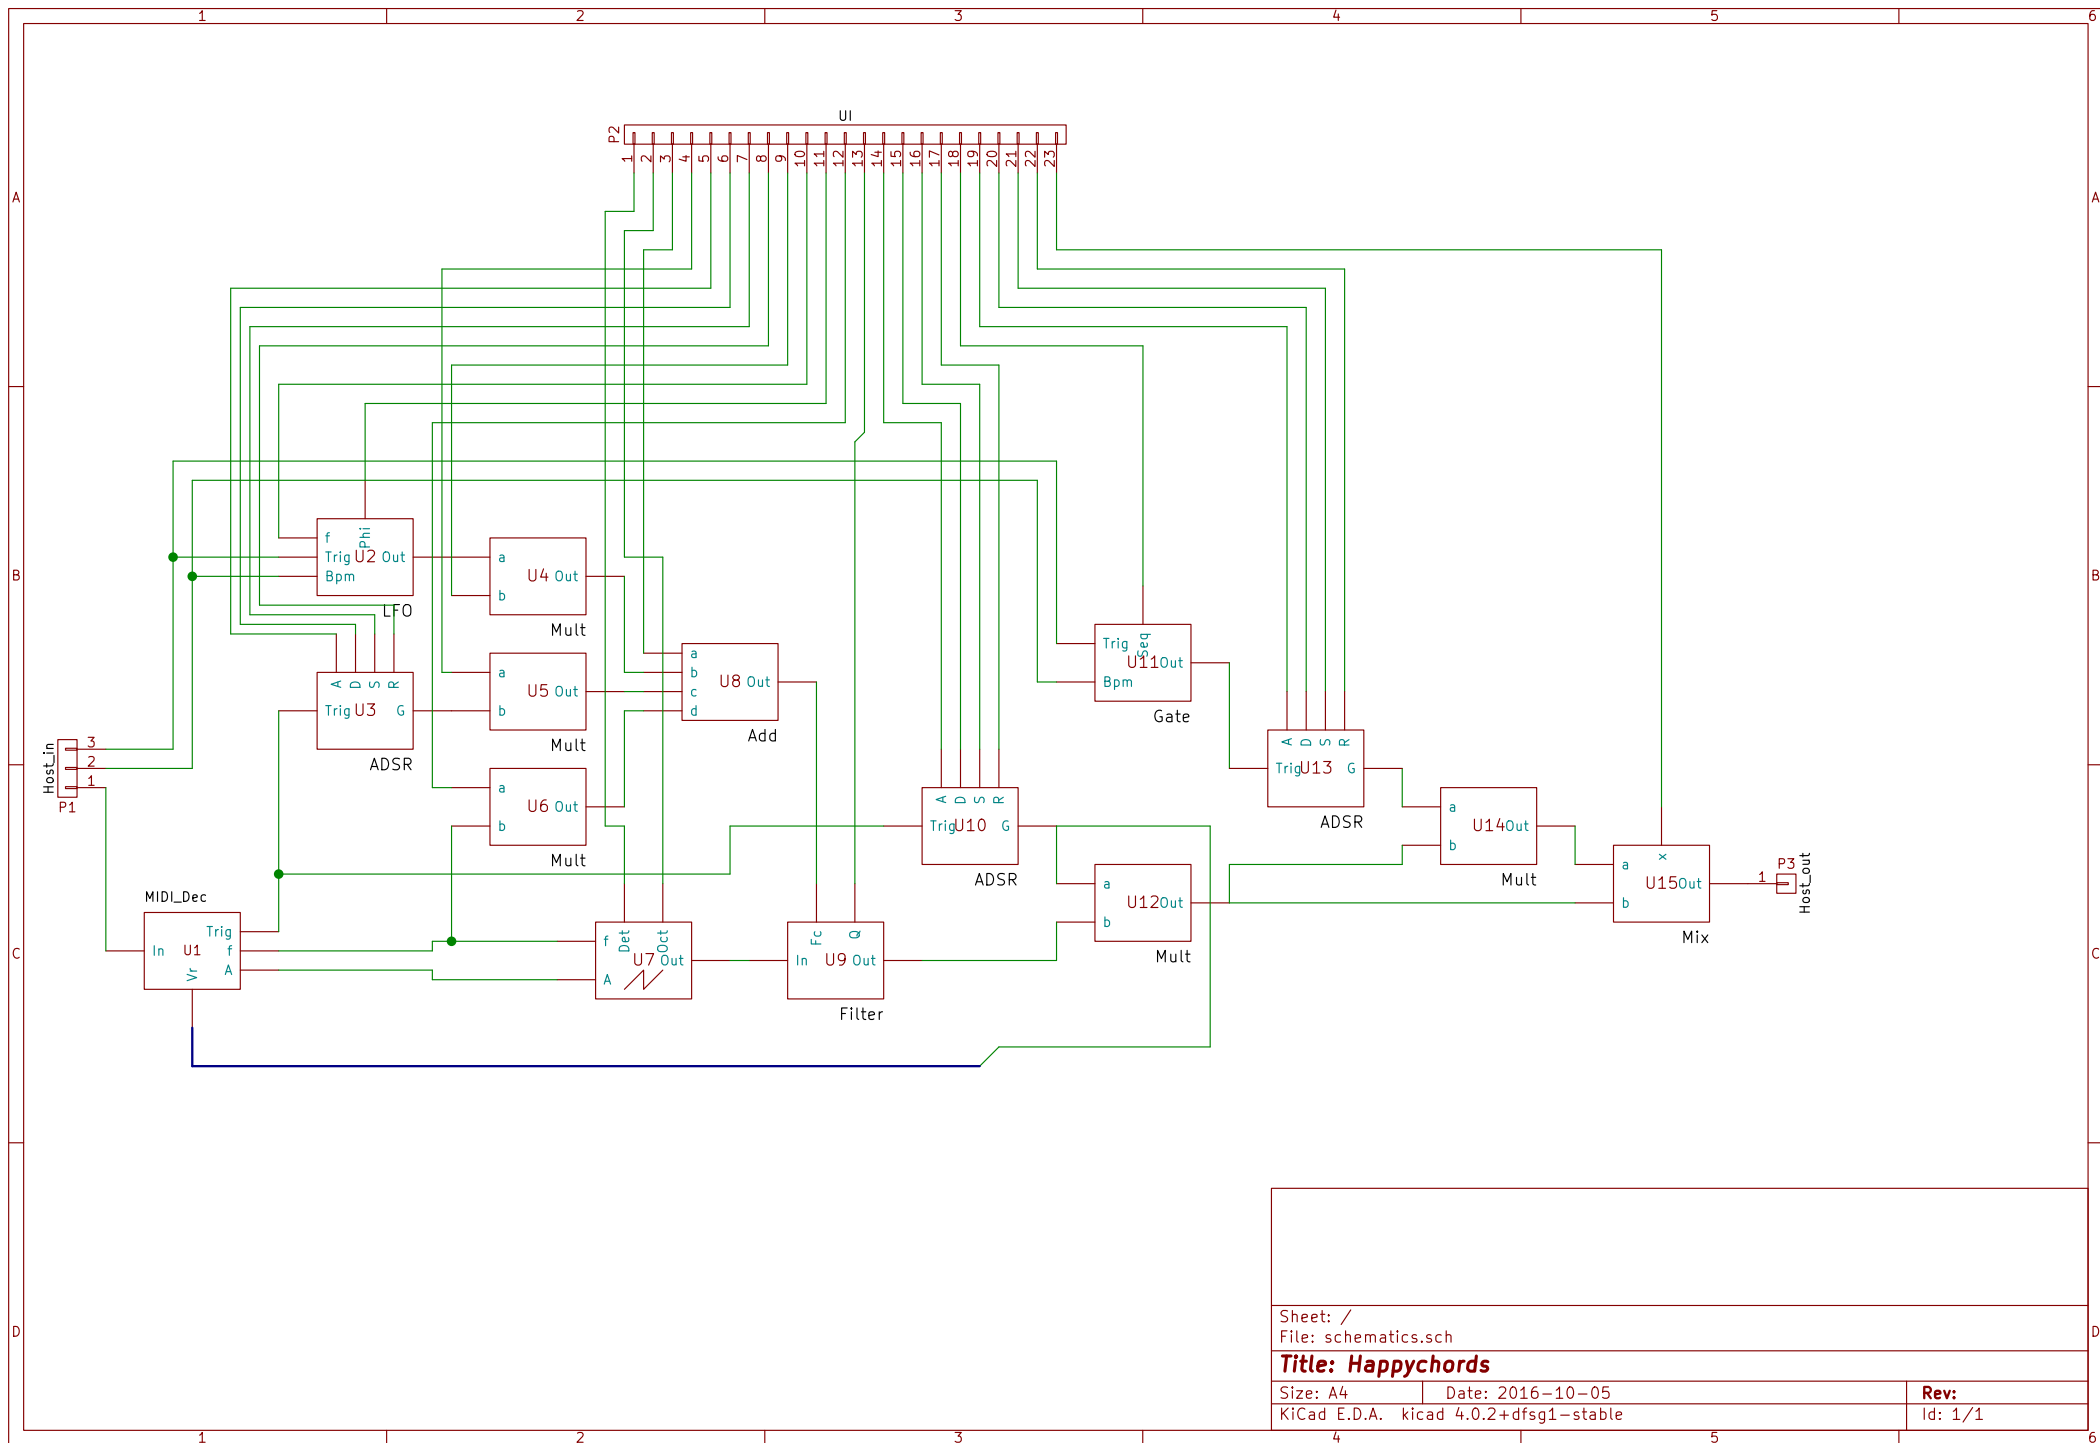 1 2 3 4 5 6
UI
P2
1 2 3 4 5 6 7 8 9 10 11 12 13 14 15 16 17 18 19 20 21 22 23
A A
B B
f Phi
Trig U2 Out
Bpm
LFO
a
U4 Out
b
Mult
A D S R
Trig U3 G
ADSR
a
U5 Out
b
Mult
a
b
U8 Out
c
d
Add
a
U6 Out
b
Mult
Trig Seq
U11 Out
Bpm
Gate
A D S R
Trig U13 G
ADSR
Host_in
3
2
1
P1
A D S R
Trig U10 G
ADSR
a
U12 Out
b
Mult
a
U14 Out
b
Mult
x
a
U15 Out
b
Mix
P3
1
Host_out
MIDI_Dec
Trig
In U1 f
Vr A
C C
Det Oct
f
U7 Out
A
Fc Q
In U9 Out
Filter
D D
Sheet: /
File: schematics.sch
Title: Happychords
Size: A4 Date: 2016-10-05 Rev:
KiCad E.D.A. kicad 4.0.2+dfsg1-stable Id: 1/1
1 2 3 4 5 6